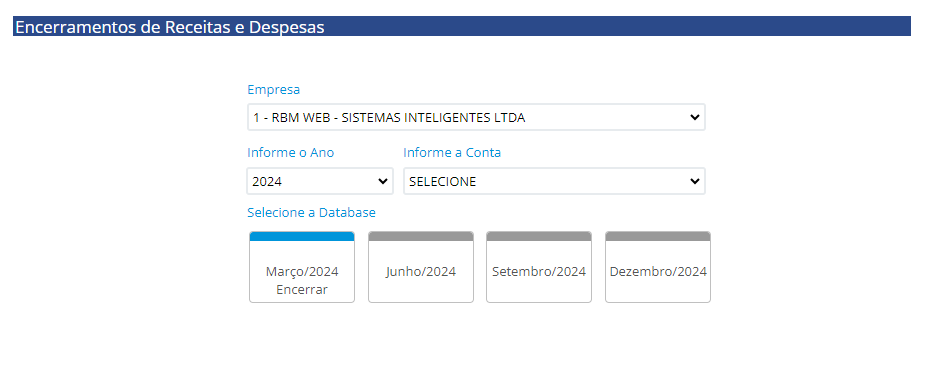 Encerramentos de Receitas e Despesas
Empresa
1 - RBM WEB - SISTEMAS INTELIGENTES LTDA
Informe o Ano
Informe a Conta
2024
SELECIONE
Selecione a Database
Março/2024
Encerrar
Junho/2024
Setembro/2024
Dezembro/2024